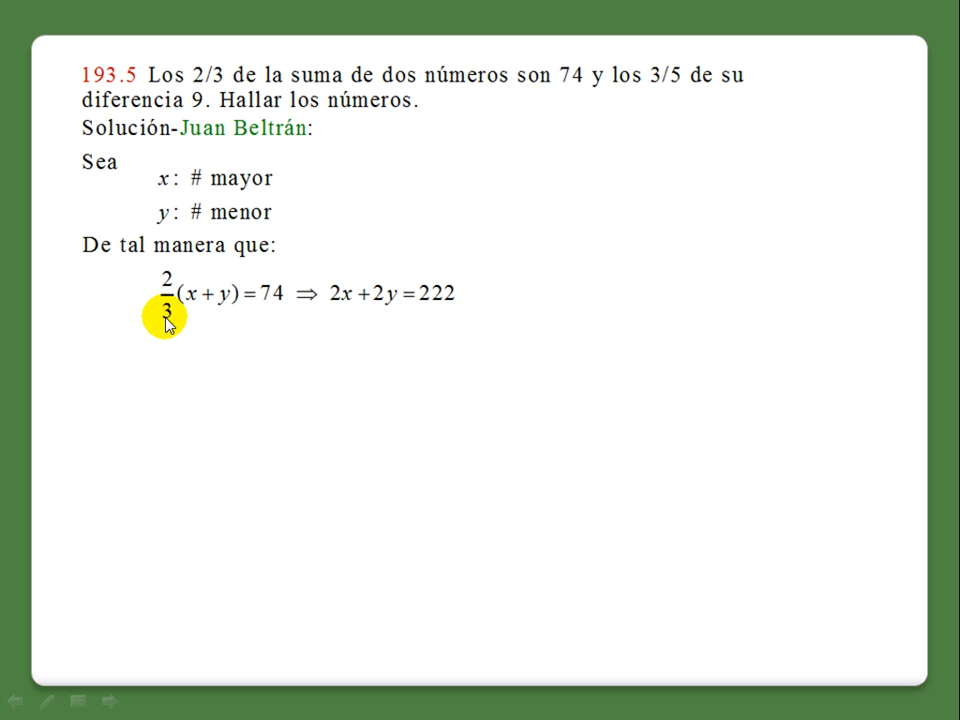 193.5 Los 2/3 de la suma de dos números son 74 y los 3/5 de su
diferencia 9. Hallar los números.
Solución-Juan Beltrán:
Sea
x: # mayor
y: # menor
De tal manera que:
2/3(x + y) = 74 ⇒ 2x + 2y = 222